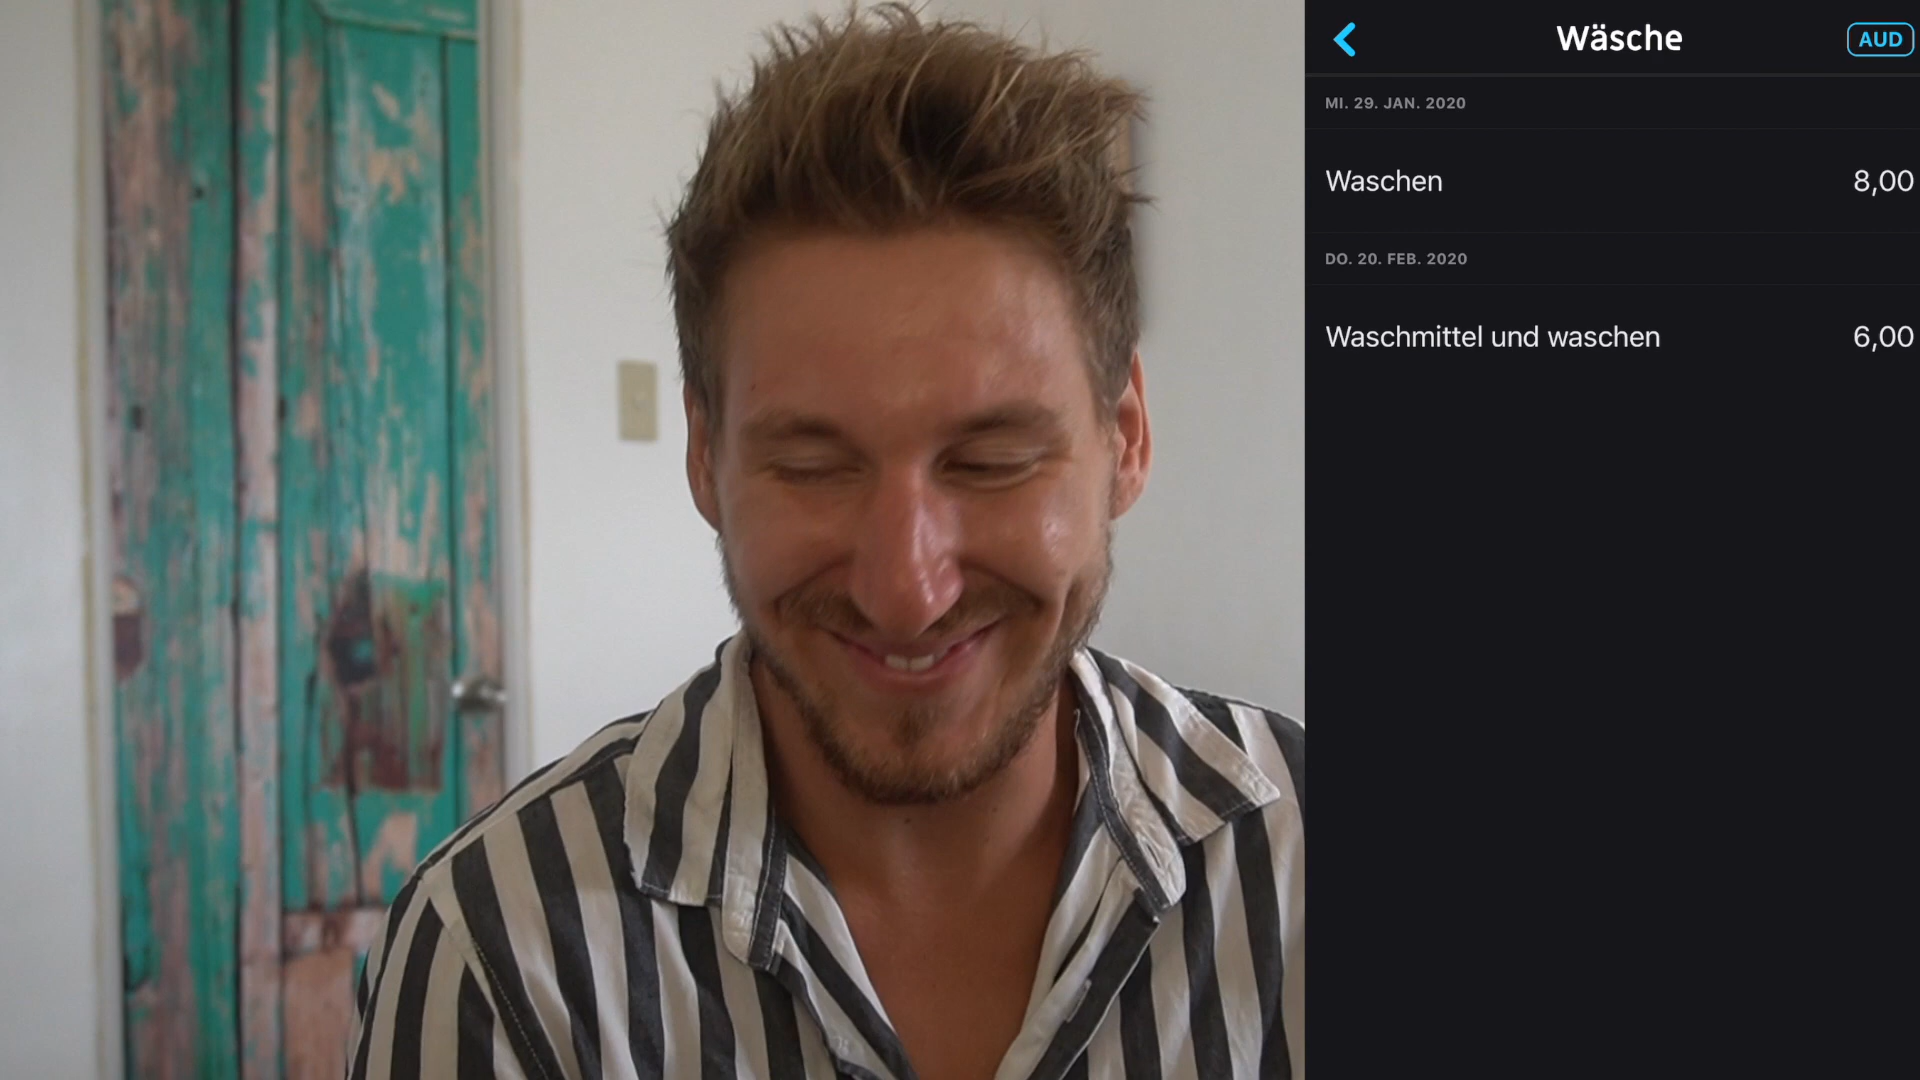 Wäsche
AUD
MI. 29. JAN. 2020
Waschen 8,00
DO. 20. FEB. 2020
Waschmittel und waschen 6,00